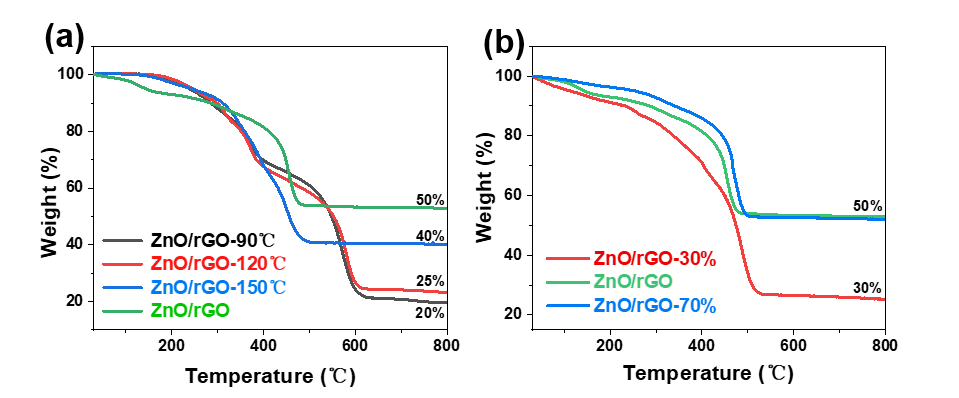 (a)
Weight (%)
100
80
60
40
20
50%
40%
25%
20%
ZnO/rGO-90℃
ZnO/rGO-120℃
ZnO/rGO-150℃
ZnO/rGO
200
400
600
800
Temperature (℃)
(b)
Weight (%)
100
80
60
40
20
50%
30%
ZnO/rGO-30%
ZnO/rGO
ZnO/rGO-70%
200
400
600
800
Temperature (℃)